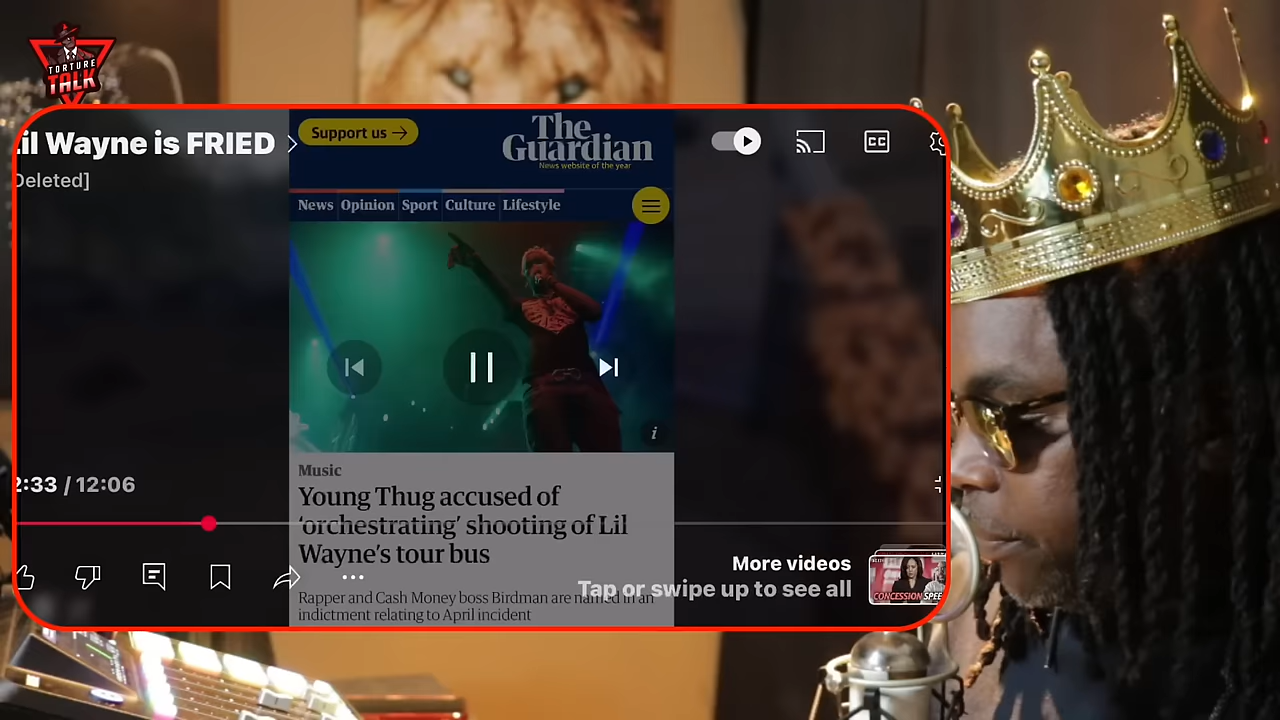 TORTURE
TALK
il Wayne is FRIED
Deleted]
Support us
The
Guardian
News website of the year
CC
News Opinion Sport Culture Lifestyle
i
Music
Young Thug accused of
‘orchestrating’ shooting of Lil
Wayne’s tour bus
Rapper and Cash Money boss Birdman are named in an
indictment relating to April incident
2:33 / 12:06
More videos
Tap or swipe up to see all
CONCESSION SPEE